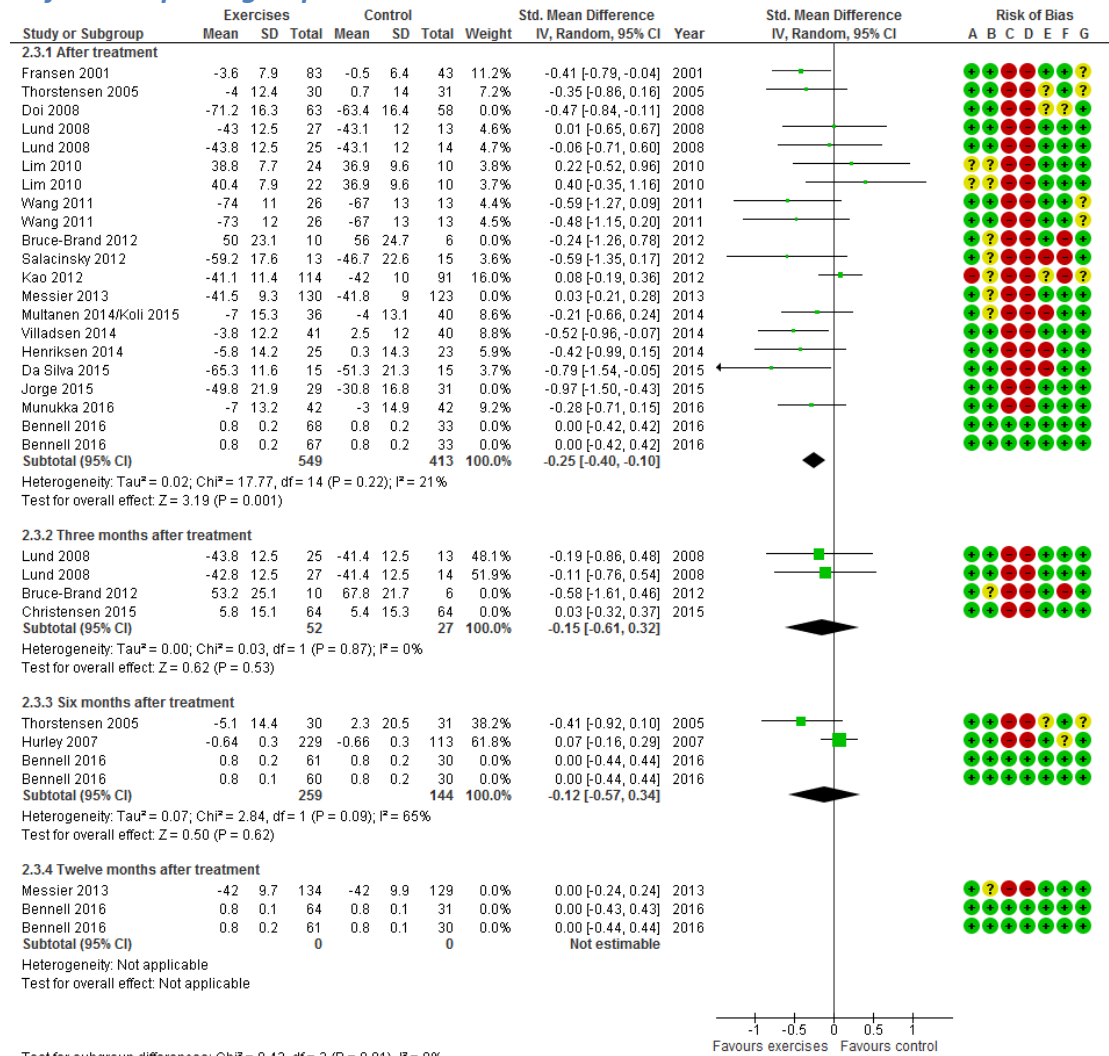 Exercises Control Std. Mean Difference Std. Mean Difference Risk of Bias
Study or Subgroup Mean SD Total Mean SD Total Weight IV, Random, 95% CI Year IV, Random, 95% CI A B C D E F G
2.3.1 After treatment
Fransen 2001 -3.6 7.9 83 -0.5 6.4 43 11.2% -0.41 [-0.79, -0.04] 2001 + + - - + + ?
Thorstensen 2005 -4 12.4 30 0.7 14 31 7.2% -0.35 [-0.86, 0.16] 2005 + + - - ? + ?
Doi 2008 -71.2 16.3 63 -63.4 16.4 58 11.7% -0.47 [-0.84, -0.11] 2008 + + - - ? ? +
Lund 2008 -43 12.5 27 -43.1 12 13 4.6% 0.01 [-0.65, 0.67] 2008 + + - - + + +
Lund 2008 -43.8 12.5 25 -43.1 12 14 4.6% -0.06 [-0.71, 0.60] 2008 + + - - + + +
Lim 2010 38.8 7.7 24 36.9 9.6 10 3.8% 0.22 [-0.52, 0.96] 2010 ? ? - - + + +
Lim 2010 40.4 7.9 22 36.9 9.6 10 3.6% 0.40 [-0.35, 1.16] 2010 ? ? - - + + +
Wang 2011 -74 11 26 -67 13 13 4.4% -0.59 [-1.27, 0.09] 2011 + + - - + + ?
Wang 2011 -73 12 26 -67 13 13 4.5% -0.48 [-1.15, 0.20] 2011 + + - - + + ?
Bruce-Brand 2012 50 23.1 10 56 24.7 6 0.0% -0.24 [-1.26, 0.78] 2012 + ? - - + - +
Salacinsky 2012 -59.2 17.6 13 -46.7 22.6 15 3.6% -0.59 [-1.35, 0.17] 2012 + ? - - - - +
Kao 2012 -41.1 11.4 114 -42 10 91 16.0% 0.08 [-0.19, 0.36] 2012 - ? - - ? - ?
Messier 2013 -41.5 9.3 130 -41.8 9 123 0.0% 0.03 [-0.21, 0.28] 2013 + ? - - + + +
Multanen 2014/Koli 2015 -7 15.3 36 -4 13.1 40 8.6% -0.21 [-0.66, 0.24] 2014 + ? - - - + +
Villadsen 2014 -3.8 12.2 41 2.5 12 40 0.0% -0.52 [-0.96, -0.07] 2014 + + - - + + +
Henriksen 2014 -5.8 14.2 25 0.3 14.3 23 5.9% -0.42 [-0.99, 0.15] 2014 + + - - - + +
Da Silva 2015 -65.3 11.6 15 -51.3 21.3 15 3.7% -0.79 [-1.54, -0.05] 2015 + + - - - + +
Jorge 2015 -49.8 21.9 29 -30.8 16.8 31 0.0% -0.97 [-1.50, -0.43] 2015 + + - - + + +
Munukka 2016 -7 13.2 42 -3 14.9 42 9.2% -0.28 [-0.71, 0.15] 2016 + + - - + + +
Bennell 2016 0.8 0.2 68 0.8 0.2 33 0.0% 0.00 [-0.42, 0.42] 2016 + + + + + + +
Bennell 2016 0.8 0.2 67 0.8 0.2 33 0.0% 0.00 [-0.42, 0.42] 2016 + + + + + + +
Subtotal (95% CI) 549 413 100.0% -0.25 [-0.40, -0.10]
Heterogeneity: Tau² = 0.02; Chi² = 17.77, df = 14 (P = 0.22); I² = 21%
Test for overall effect: Z = 3.19 (P = 0.001)
2.3.2 Three months after treatment
Lund 2008 -43.8 12.5 25 -41.4 12.5 13 48.1% -0.19 [-0.86, 0.48] 2008 + + - - + + +
Lund 2008 -42.8 12.5 27 -41.4 12.5 14 51.9% -0.11 [-0.76, 0.54] 2008 + + - - + + +
Bruce-Brand 2012 53.2 25.1 10 67.8 21.7 6 0.0% -0.58 [-1.61, 0.46] 2012 + ? - - + - +
Christensen 2015 5.8 15.1 64 5.4 15.3 64 0.0% 0.03 [-0.32, 0.37] 2015 + + - - + + +
Subtotal (95% CI) 52 27 100.0% -0.15 [-0.61, 0.32]
Heterogeneity: Tau² = 0.00; Chi² = 0.03, df = 1 (P = 0.87); I² = 0%
Test for overall effect: Z = 0.62 (P = 0.53)
2.3.3 Six months after treatment
Thorstensen 2005 -5.1 14.4 30 2.3 20.5 31 38.2% -0.41 [-0.92, 0.10] 2005 + + - - ? + ?
Hurley 2007 -0.64 0.3 229 -0.66 0.3 113 61.8% 0.07 [-0.16, 0.29] 2007 + + - - + ? +
Bennell 2016 0.8 0.2 61 0.8 0.2 30 0.0% 0.00 [-0.44, 0.44] 2016 + + + + + + +
Bennell 2016 0.8 0.1 60 0.8 0.2 30 0.0% 0.00 [-0.44, 0.44] 2016 + + + + + + +
Subtotal (95% CI) 259 144 100.0% -0.12 [-0.57, 0.34]
Heterogeneity: Tau² = 0.07; Chi² = 2.84, df = 1 (P = 0.09); I² = 65%
Test for overall effect: Z = 0.50 (P = 0.62)
2.3.4 Twelve months after treatment
Messier 2013 -42 9.7 134 -42 9.9 129 0.0% 0.00 [-0.24, 0.24] 2013 + ? - - + + +
Bennell 2016 0.8 0.1 64 0.8 0.1 31 0.0% 0.00 [-0.43, 0.43] 2016 + + + + + + +
Bennell 2016 0.8 0.2 61 0.8 0.1 30 0.0% 0.00 [-0.44, 0.44] 2016 + + + + + + +
Subtotal (95% CI) 0 0 Not estimable
Heterogeneity: Not applicable
Test for overall effect: Not applicable
-1 -0.5 0 0.5 1
Favours exercises Favours control